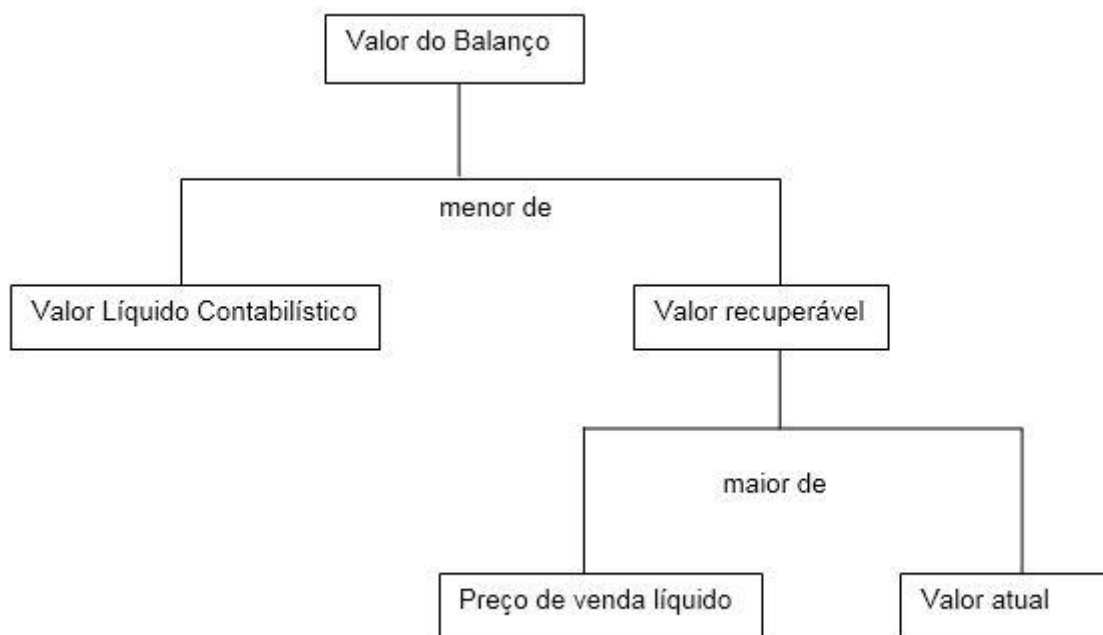 Valor do Balanço
menor de
Valor Líquido Contabilístico
Valor recuperável
maior de
Preço de venda líquido
Valor atual